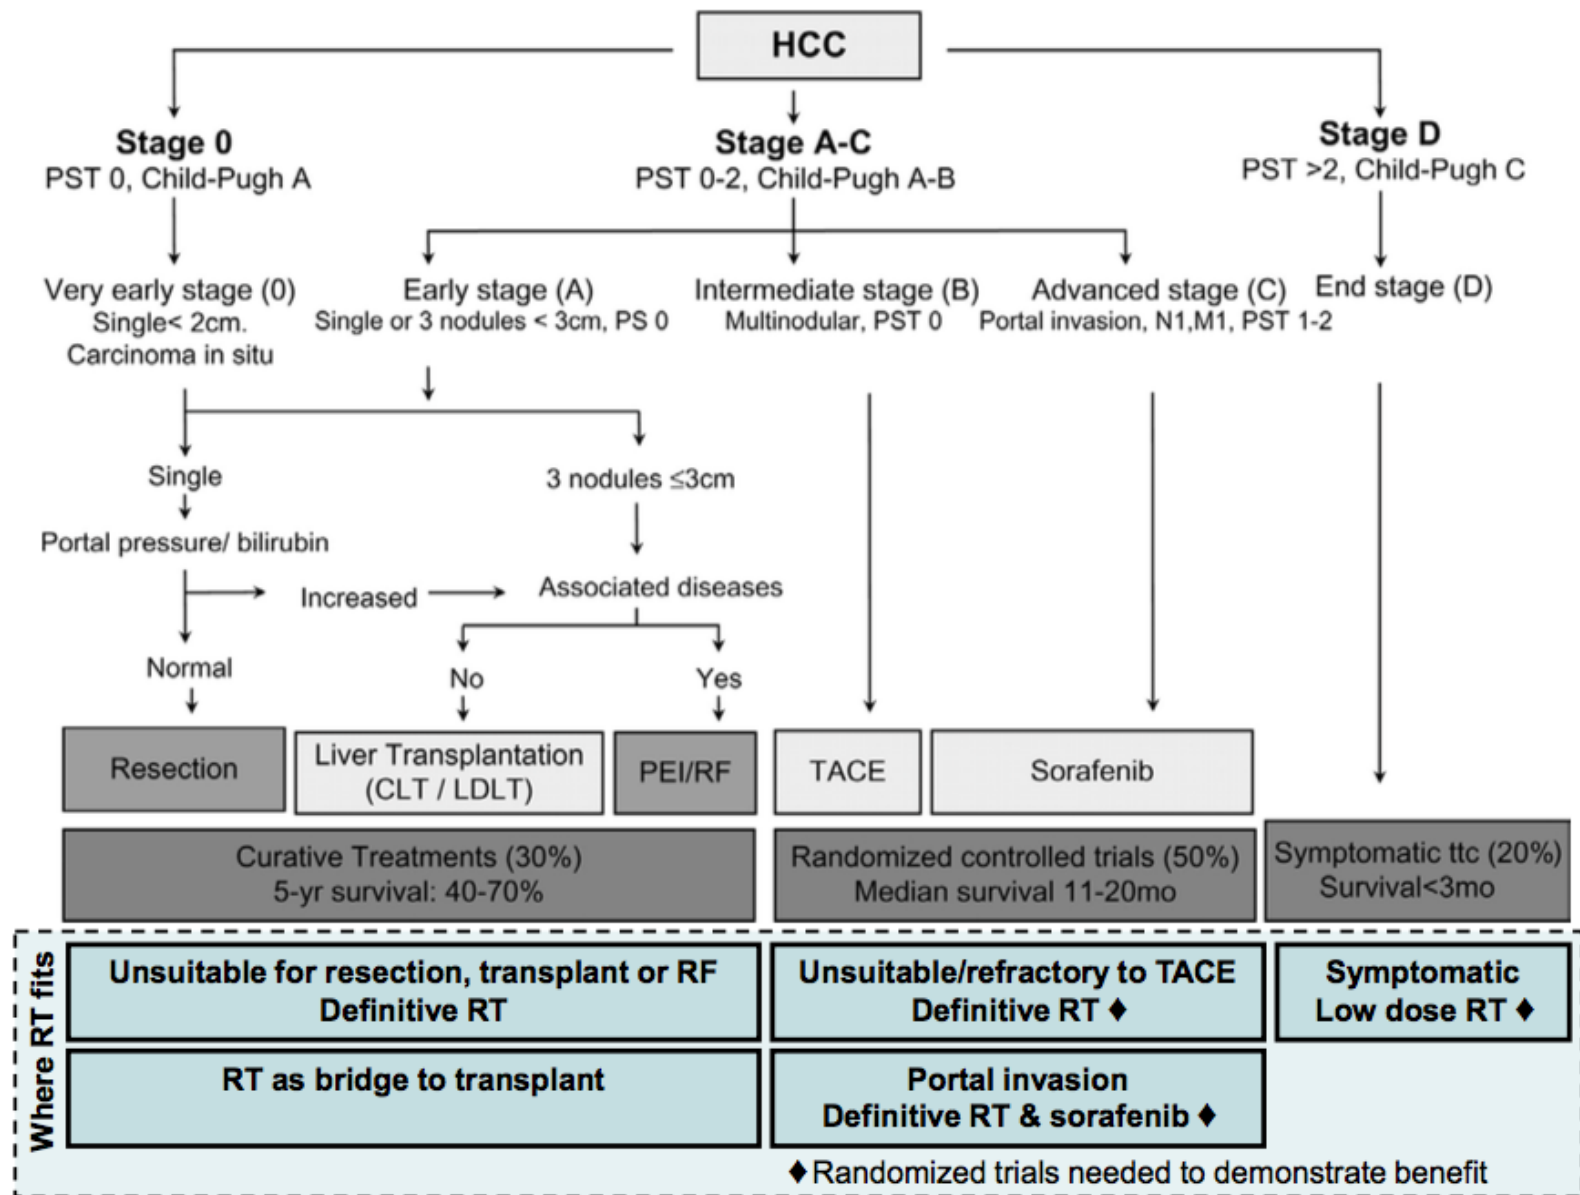 HCC
Stage 0
PST 0, Child-Pugh A
Stage A-C
PST 0-2, Child-Pugh A-B
Stage D
PST >2, Child-Pugh C
Very early stage (0)
Single< 2cm.
Carcinoma in situ
Early stage (A)
Single or 3 nodules < 3cm, PS 0
Intermediate stage (B)
Multinodular, PST 0
Advanced stage (C)
Portal invasion, N1,M1, PST 1-2
End stage (D)
Single
3 nodules ≤3cm
Portal pressure/ bilirubin
Increased
Associated diseases
Normal
No
Yes
Resection
Liver Transplantation
(CLT / LDLT)
PEI/RF
TACE
Sorafenib
Curative Treatments (30%)
5-yr survival: 40-70%
Randomized controlled trials (50%)
Median survival 11-20mo
Symptomatic ttc (20%)
Survival<3mo
Where RT fits
Unsuitable for resection, transplant or RF
Definitive RT
Unsuitable/refractory to TACE
Definitive RT ♦
Symptomatic
Low dose RT ♦
RT as bridge to transplant
Portal invasion
Definitive RT & sorafenib ♦
♦Randomized trials needed to demonstrate benefit